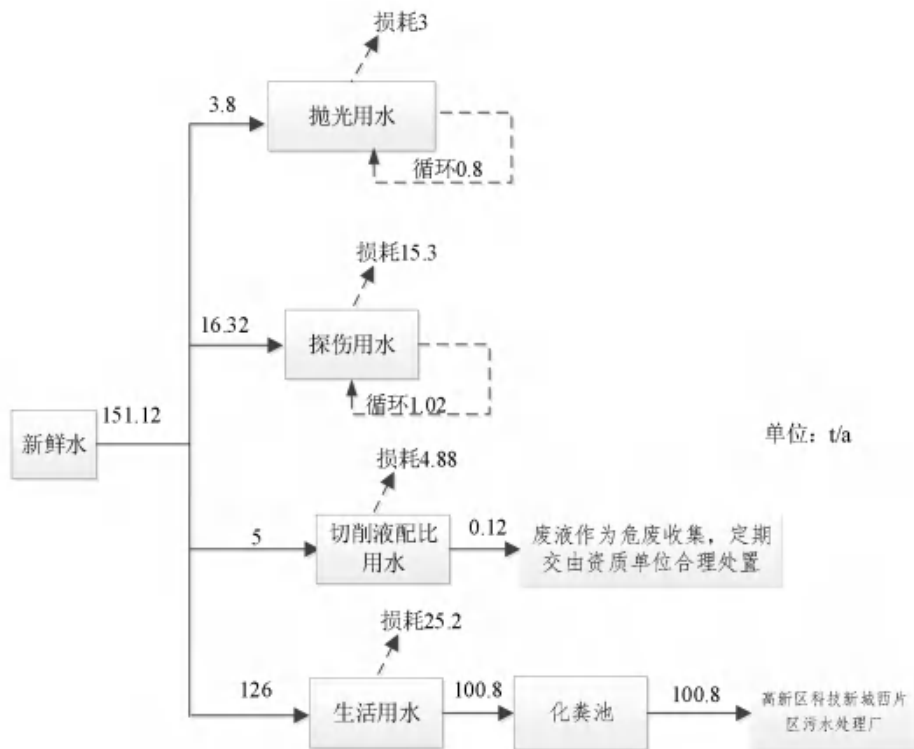 损耗3
3.8
抛光用水
循环0.8
损耗15.3
16.32
探伤用水
循环1.02
151.12
新鲜水
单位：t/a
损耗4.88
5
切削液配比
用水
0.12
废液作为危废收集，定期
交由资质单位合理处置
损耗25.2
126
生活用水
100.8
化粪池
100.8
高新区科技新城西片
区污水处理厂